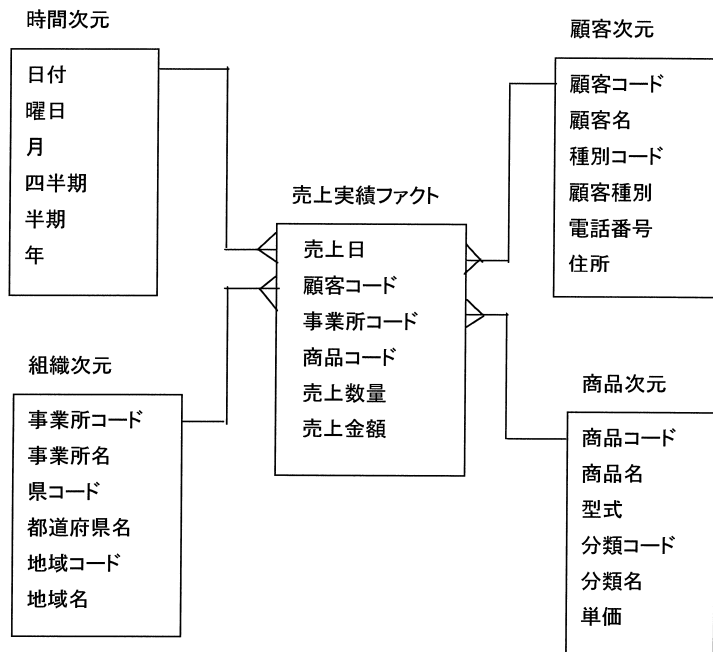 時間次元
日付
曜日
月
四半期
半期
年
組織次元
事業所コード
事業所名
県コード
都道府県名
地域コード
地域名
売上実績ファクト
売上日
顧客コード
事業所コード
商品コード
売上数量
売上金額
顧客次元
顧客コード
顧客名
種別コード
顧客種別
電話番号
住所
商品次元
商品コード
商品名
型式
分類コード
分類名
単価